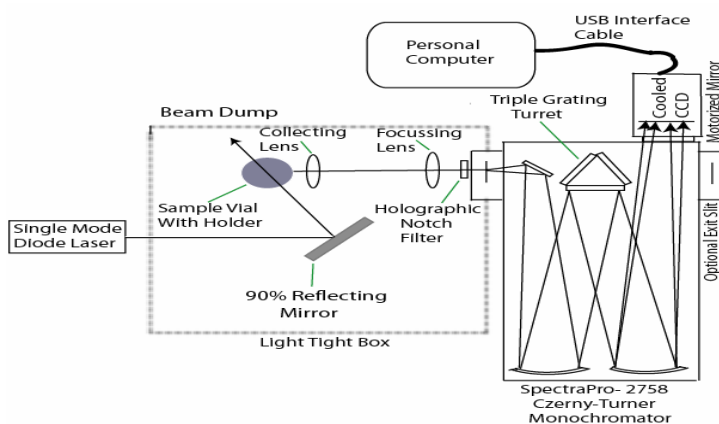 USB Interface
Cable
Personal
Computer
Motorized Mirror
Cooled
CCD
Triple Grating
Turret
Beam Dump
Collecting
Lens
Focussing
Lens
Sample Vial
With Holder
Holographic
Notch
Filter
Single Mode
Diode Laser
Optional Exit Slit
90% Reflecting
Mirror
Light Tight Box
SpectraPro- 2758
Czerny-Turner
Monochromator